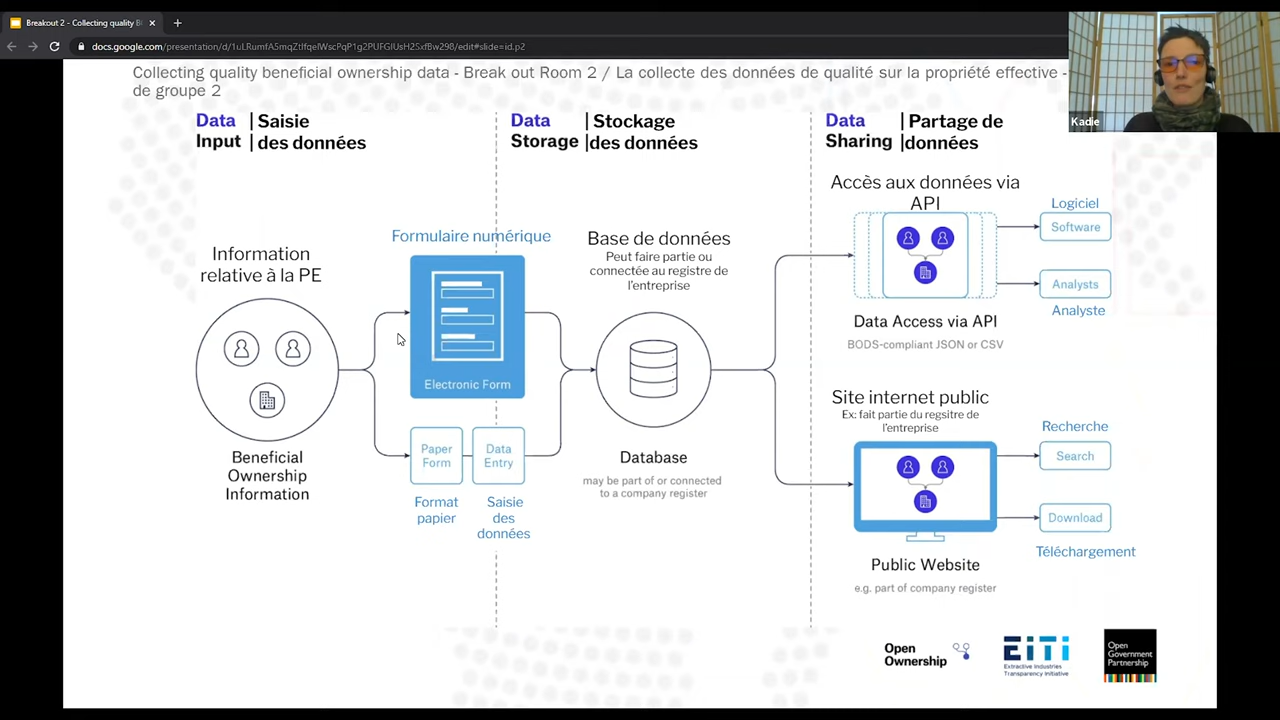 Breakout 2 - Collecting quality B
docs.google.com/presentation/d/1uLRumfA5mqZtIfqelWscPqP1g2PUFGIUsH2SxfBw298/edit#slide=id.p2
Kadie
Collecting quality beneficial ownership data - Break out Room 2 / La collecte des données de qualité sur la propriété effective -
de groupe 2
Data
Input
Saisie
des données
Data
Storage
Stockage
des données
Data
Sharing
Partage de
données
Information
relative à la PE
Beneficial
Ownership
Information
Formulaire numérique
Electronic Form
Paper
Form
Data
Entry
Format
papier
Saisie
des
données
Base de données
Peut faire partie ou
connectée au registre de
l'entreprise
Database
may be part of or connected
to a company register
Accès aux données via
API
Logiciel
Software
Analysts
Analyste
Data Access via API
BODS-compliant JSON or CSV
Site internet public
Ex: fait partie du regsitre de
l'entreprise
Recherche
Search
Download
Téléchargement
Public Website
e.g. part of company register
Open
Ownership
EITI
Extractive Industries
Transparency Initiative
Open
Government
Partnership